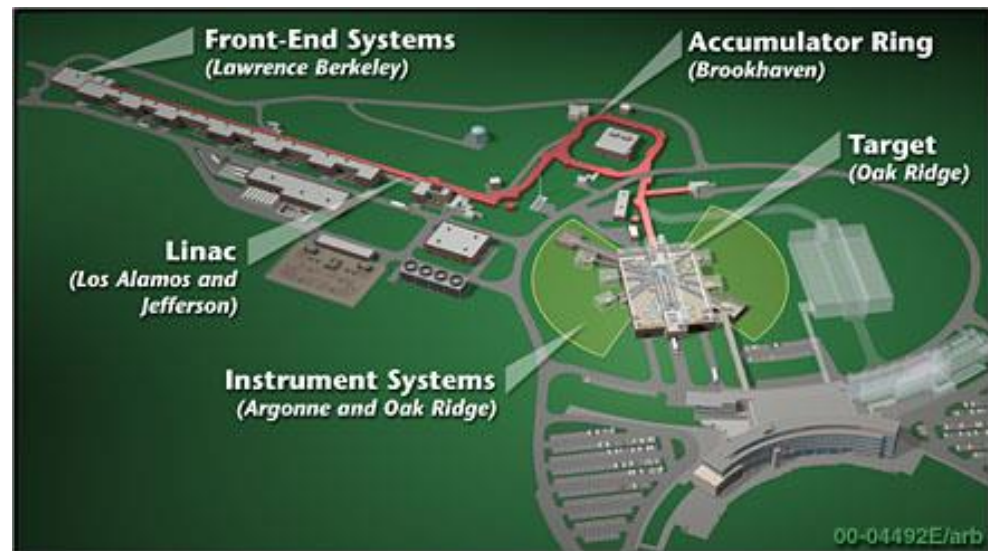 Front-End Systems
(Lawrence Berkeley)
Accumulator Ring
(Brookhaven)
Target
(Oak Ridge)
Linac
(Los Alamos and
Jefferson)
Instrument Systems
(Argonne and Oak Ridge)
00-04492E/arb